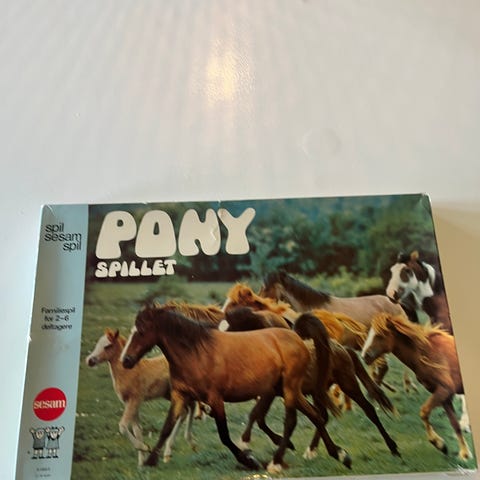 spil
sesam
spil
PONY
SPILLET
Familiespil
for 2-6
deltagere
sesam